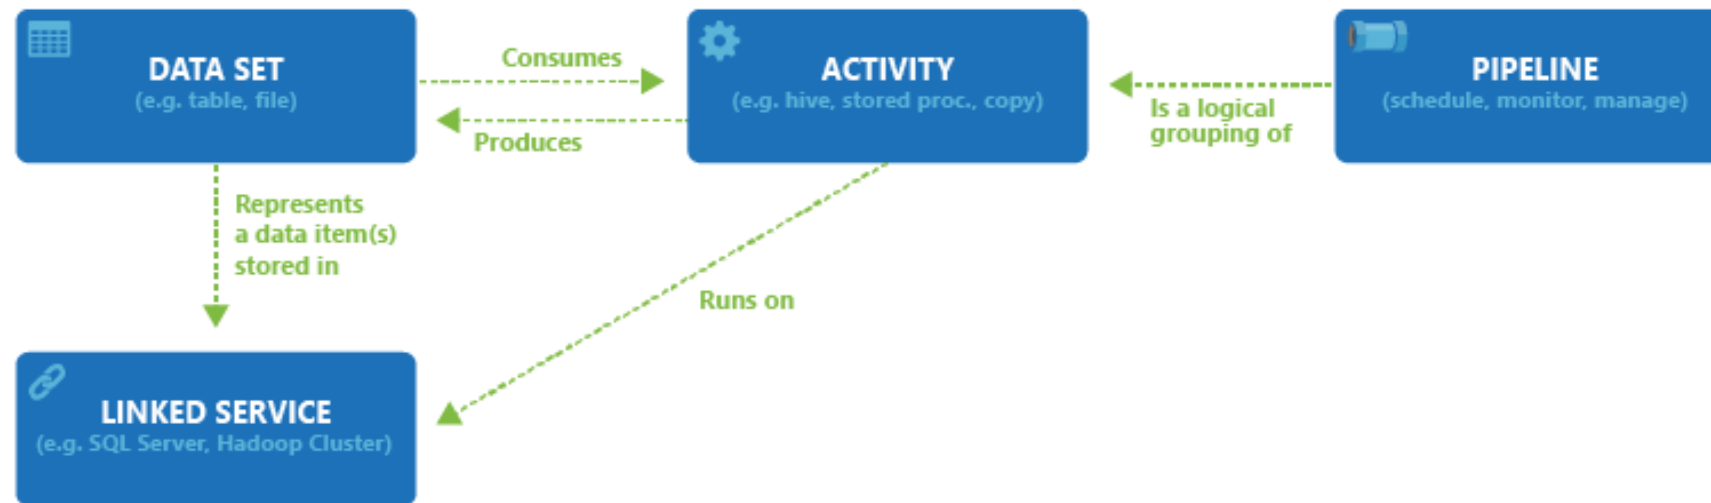 DATA SET
(e.g. table, file)
Consumes
Produces
ACTIVITY
(e.g. hive, stored proc., copy)
Is a logical
grouping of
PIPELINE
(schedule, monitor, manage)
Represents
a data item(s)
stored in
Runs on
LINKED SERVICE
(e.g. SQL Server, Hadoop Cluster)